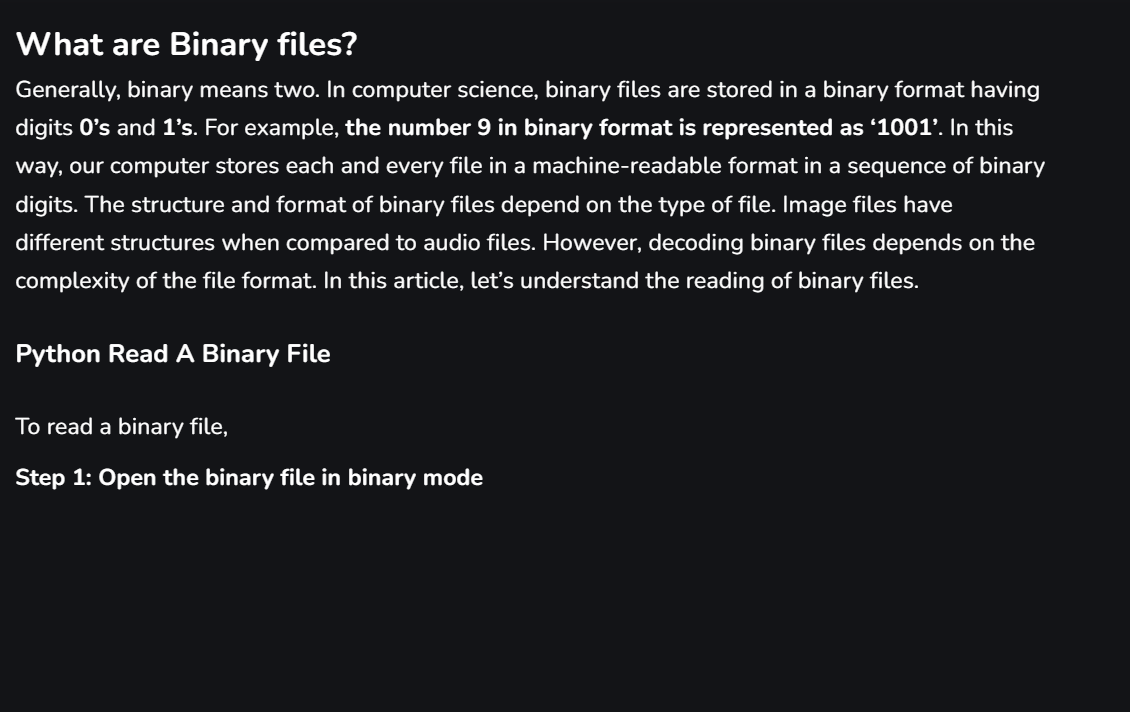 What are Binary files?
Generally, binary means two. In computer science, binary files are stored in a binary format having
digits 0’s and 1’s. For example, the number 9 in binary format is represented as ‘1001’. In this
way, our computer stores each and every file in a machine-readable format in a sequence of binary
digits. The structure and format of binary files depend on the type of file. Image files have
different structures when compared to audio files. However, decoding binary files depends on the
complexity of the file format. In this article, let’s understand the reading of binary files.
Python Read A Binary File
To read a binary file,
Step 1: Open the binary file in binary mode